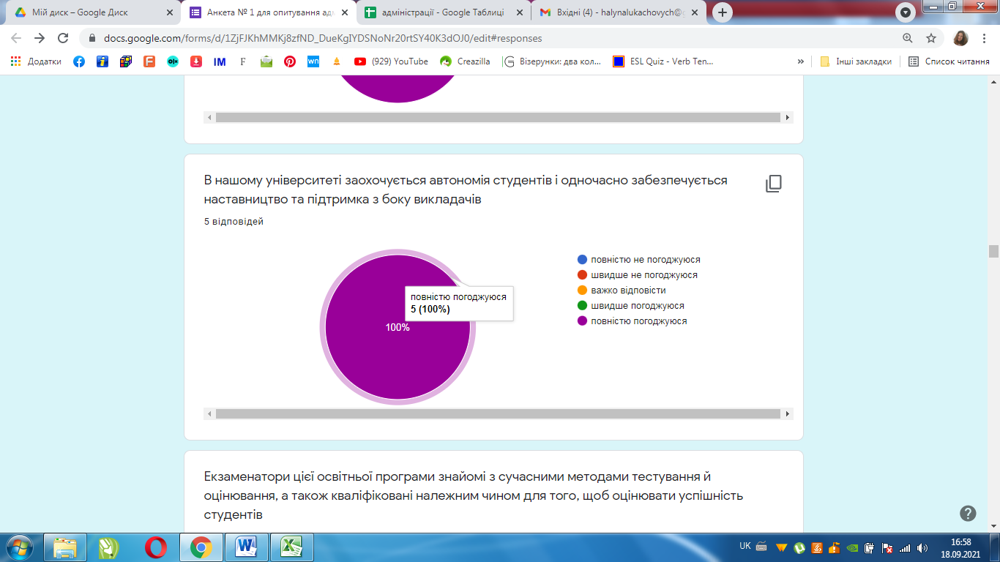 Мій диск – Google Диск
Анкета № 1 для опитування адм
адміністрації - Google Таблиці
Вхідні (4) - halynalukachovych@g
docs.google.com/forms/d/1ZjFJKhMMKj8zfND_DueKgIYDSNoNr20rtSY40K3dOJ0/edit#responses
Додатки
IM
F
wn
(929) YouTube
Creazilla
Візерунки: два кол...
ESL Quiz - Verb Ten...
»
Інші закладки
Список читання
В нашому університеті заохочується автономія студентів і одночасно забезпечується
наставництво та підтримка з боку викладачів
5 відповідей
повністю погоджуюся
5 (100%)
100%
повністю не погоджуюся
швидше не погоджуюся
важко відповісти
швидше погоджуюся
повністю погоджуюся
Екзаменатори цієї освітньої програми знайомі з сучасними методами тестування й
оцінювання, а також кваліфіковані належним чином для того, щоб оцінювати успішність
студентів
UK
16:58
18.09.2021